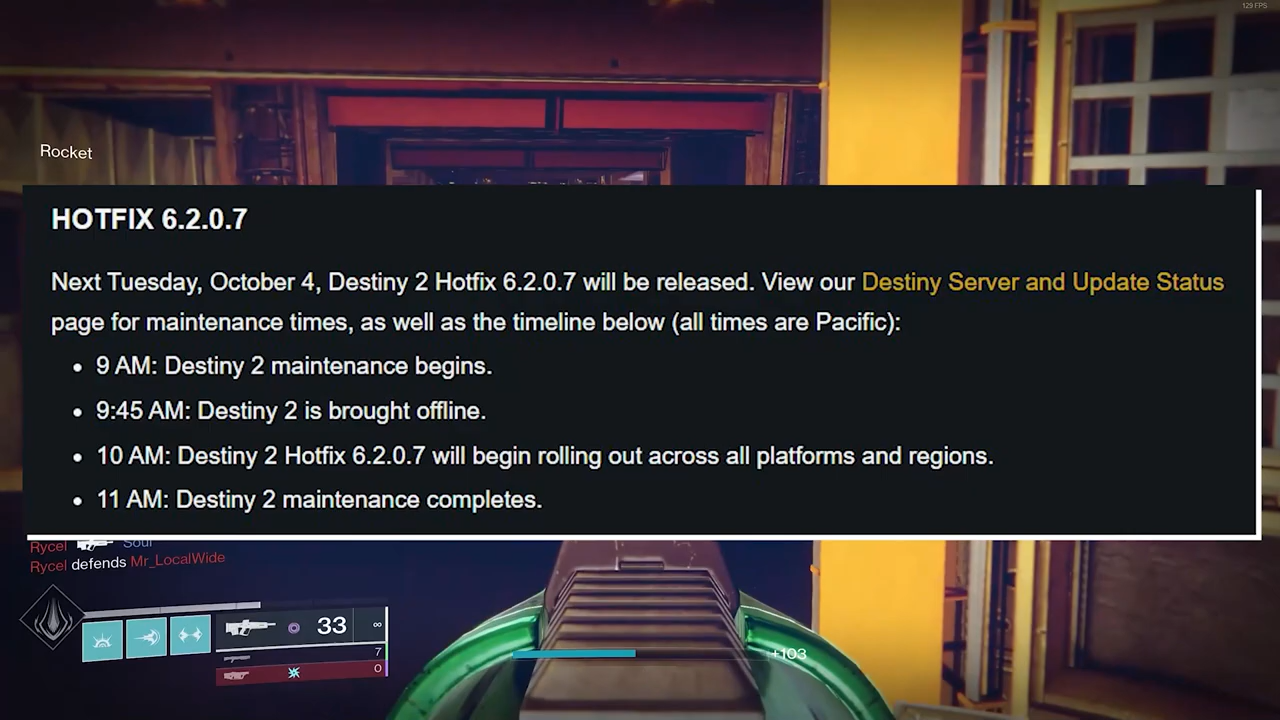 129 FPS
Rocket
HOTFIX 6.2.0.7
Next Tuesday, October 4, Destiny 2 Hotfix 6.2.0.7 will be released. View our Destiny Server and Update Status
page for maintenance times, as well as the timeline below (all times are Pacific):
• 9 AM: Destiny 2 maintenance begins.
• 9:45 AM: Destiny 2 is brought offline.
• 10 AM: Destiny 2 Hotfix 6.2.0.7 will begin rolling out across all platforms and regions.
• 11 AM: Destiny 2 maintenance completes.
Rycel Soul
Rycel defends Mr_LocalWide
33 ∞
7
0
+103